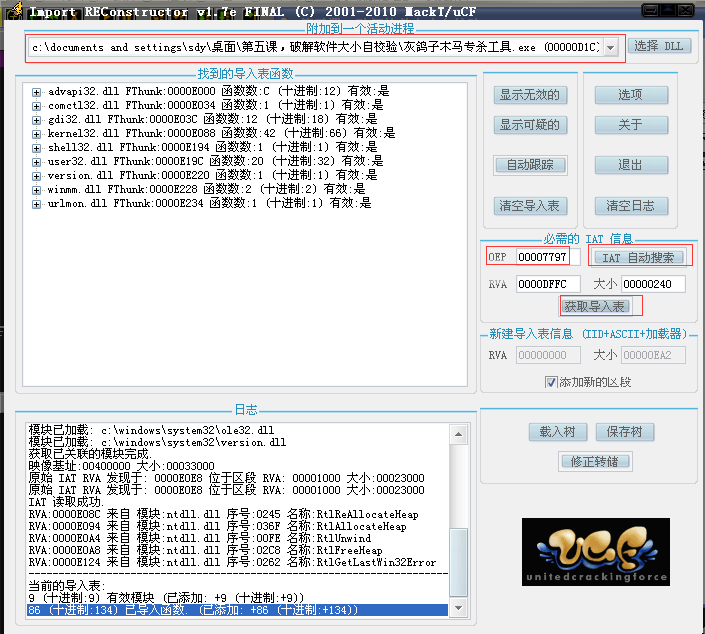 Import REConstructor v1.7e FINAL (C) 2001-2010 MackT/uCF
附加到一个活动进程
c:\documents and settings\sdy\桌面\第五课，破解软件大小自校验\灰鸽子木马专杀工具.exe (00000D1C)
选择 DLL
找到的导入表函数
advapi32.dll FThunk:0000E000 函数数:C (十进制:12) 有效:是
comctl32.dll FThunk:0000E034 函数数:1 (十进制:1) 有效:是
gdi32.dll FThunk:0000E03C 函数数:12 (十进制:18) 有效:是
kernel32.dll FThunk:0000E088 函数数:42 (十进制:66) 有效:是
shell32.dll FThunk:0000E194 函数数:1 (十进制:1) 有效:是
user32.dll FThunk:0000E19C 函数数:20 (十进制:32) 有效:是
version.dll FThunk:0000E220 函数数:1 (十进制:1) 有效:是
winmm.dll FThunk:0000E228 函数数:2 (十进制:2) 有效:是
urlmon.dll FThunk:0000E234 函数数:1 (十进制:1) 有效:是
显示无效的
选项
显示可疑的
关于
自动跟踪
退出
清空导入表
清空日志
必需的 IAT 信息
OEP 00007797 IAT 自动搜索
RVA 0000DFFC 大小 00000240
获取导入表
新建导入表信息 (IID+ASCII+加载器)
RVA 00000000 大小 00000EA2
添加新的区段
日志
模块已加载: c:\windows\system32\ole32.dll
模块已加载: c:\windows\system32\version.dll
获取已关联的模块完成.
映像基址:00400000 大小:00033000
原始 IAT RVA 发现于: 0000E0E8 位于区段 RVA: 00001000 大小:00023000
原始 IAT RVA 发现于: 0000E0E8 位于区段 RVA: 00001000 大小:00023000
IAT 读取成功.
RVA:0000E08C 来自 模块:ntdll.dll 序号:0245 名称:RtlReAllocateHeap
RVA:0000E094 来自 模块:ntdll.dll 序号:036F 名称:RtlAllocateHeap
RVA:0000E0A4 来自 模块:ntdll.dll 序号:00FE 名称:RtlUnwind
RVA:0000E0A8 来自 模块:ntdll.dll 序号:02C8 名称:RtlFreeHeap
RVA:0000E124 来自 模块:ntdll.dll 序号:0262 名称:RtlGetLastWin32Error
当前的导入表:
9 (十进制:9) 有效模块 (已添加: +9 (十进制:+9))
86 (十进制:134) 已导入函数. (已添加: +86 (十进制:+134))
载入树
保存树
修正转储
UCF
unitedcrackingforce